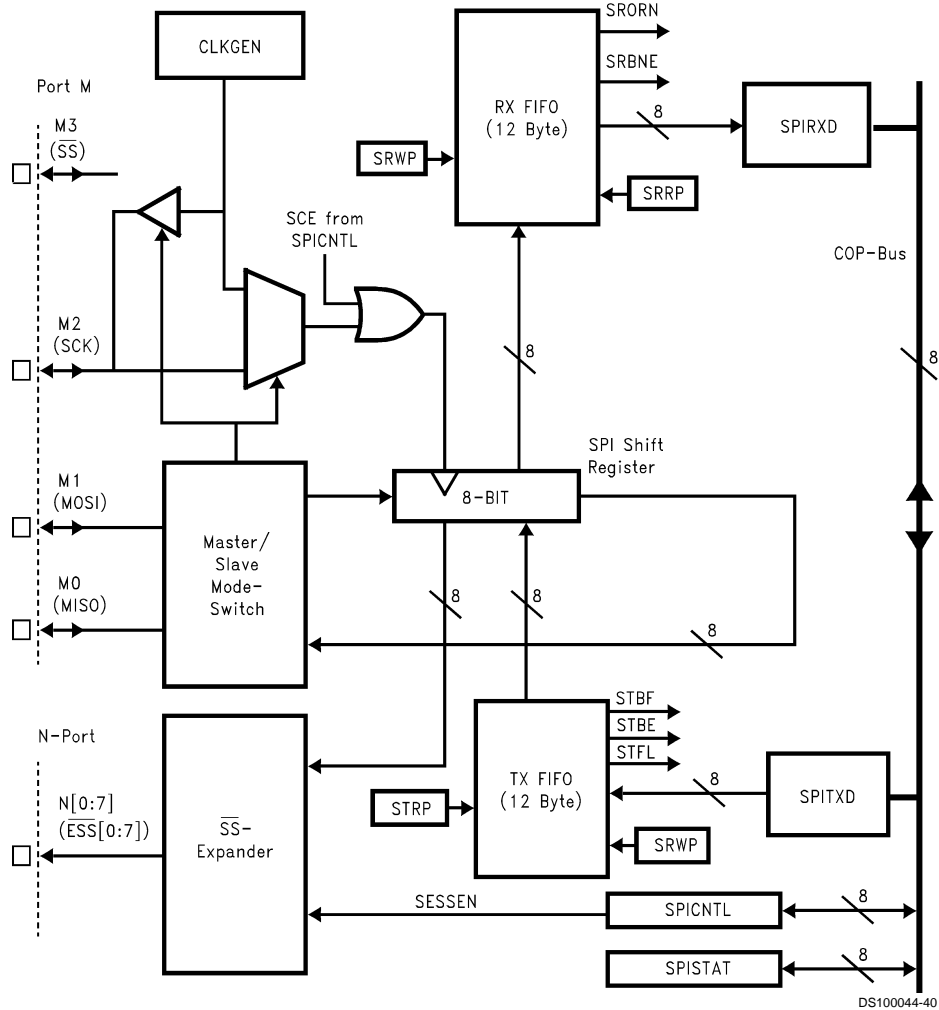 CLKGEN
Port M
M3
(SS)
SCE from
SPICNTL
M2
(SCK)
M1
(MOSI)
M0
(MISO)
Master/
Slave
Mode-
Switch
SRORN
SRBNE
RX FIFO
(12 Byte)
8
SPIRXD
SRWP
SRRP
COP-Bus
8
8
SPI Shift
Register
8-BIT
8
8
8
N-Port
N[0:7]
(ESS[0:7])
SS-
Expander
STBF
STBE
STFL
TX FIFO
(12 Byte)
8
SPITXD
STRP
SRWP
SESSEN
SPICNTL
8
SPISTAT
8
DS100044-40